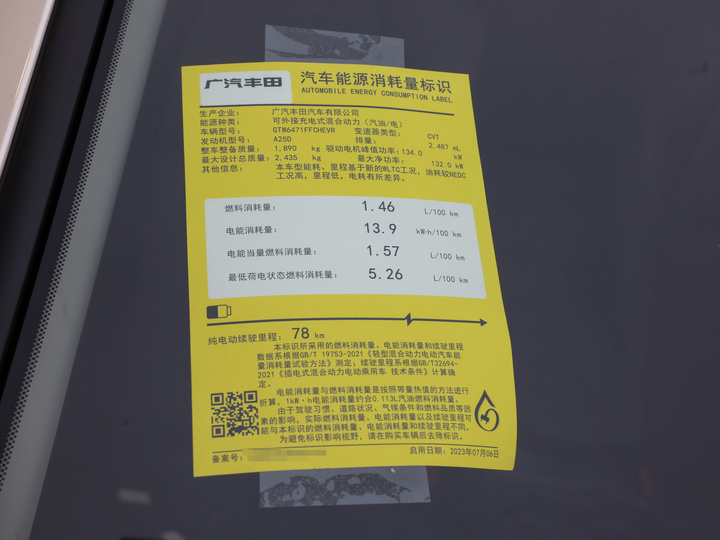 广汽丰田
汽车能源消耗量标识
AUTOMOBILE ENERGY CONSUMPTION LABEL
生产企业： 广汽丰田汽车有限公司
能源种类： 可外接充电式混合动力（汽油/电）
车辆型号： GTM6471FFCHEVR 变速器类型： CVT
发动机型号： A25D 排量： 2,487 mL
整车整备质量： 1,890 kg 驱动电机峰值功率：134.0 kW
最大设计总质量： 2,435 kg 最大净功率： 132.0 kW
其他信息： 本车型能耗、里程基于新的WLTC工况，油耗较NEDC
工况高，里程低，电耗有所差异。
燃料消耗量： 1.46 L/100 km
电能消耗量： 13.9 kW·h/100 km
电能当量燃料消耗量： 1.57 L/100 km
最低荷电状态燃料消耗量： 5.26 L/100 km
纯电动续驶里程： 78 km
本标识所采用的燃料消耗量、电能消耗量和续驶里程
数据系根据GB/T 19753-2021《轻型混合动力电动汽车能
量消耗量试验方法》测定；续驶里程系根据GB/T32694-
2021《插电式混合动力电动乘用车 技术条件》计算确
定。
电能消耗量与燃料消耗量是按照等量热值的方法进行
折算，1kW·h电能消耗量约合0.113L汽油燃料消耗量。
由于驾驶习惯、道路状况、气候条件和燃料品质等因
素的影响，实际燃料消耗量、电能消耗量以及续驶里程可
能与本标识的燃料消耗量、电能消耗量和续驶里程不同。
为避免标识影响视野，请在购买车辆后去除标识。
备案号：
启用日期：2023年07月06日